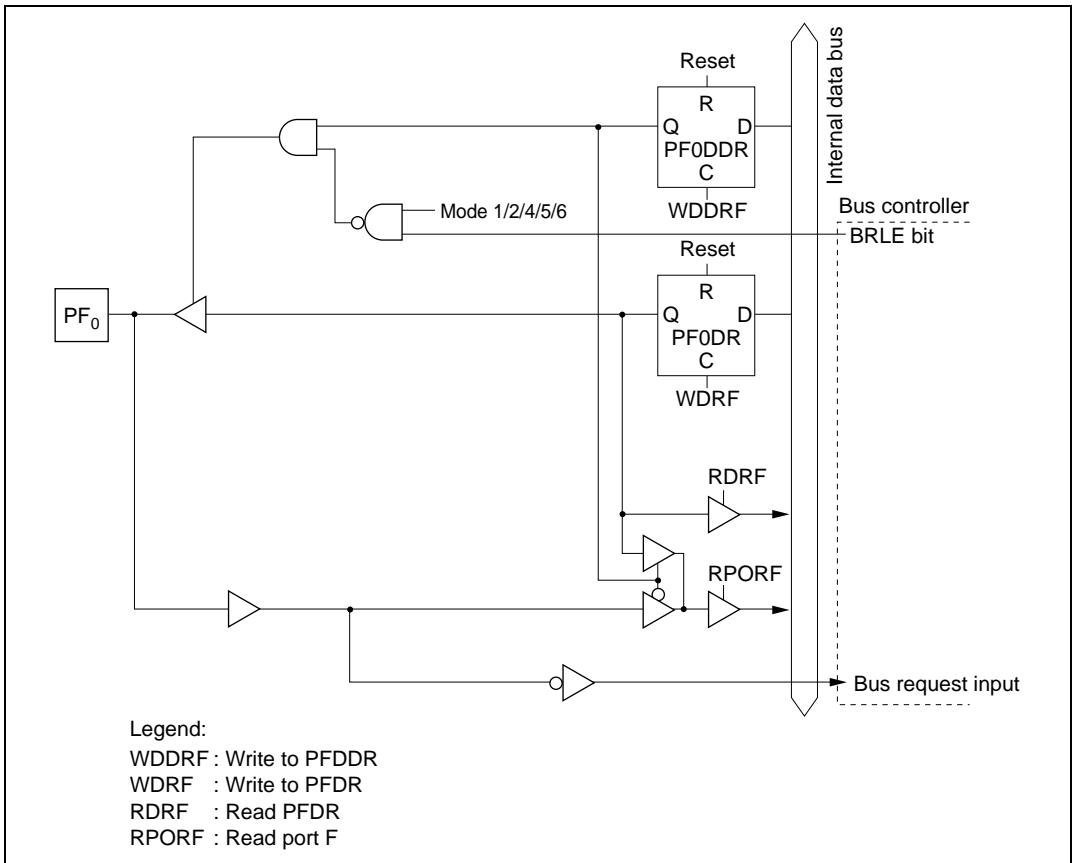 Reset
Internal data bus
R
Q D
PF0DDR
C
WDDRF
Mode 1/2/4/5/6
Bus controller
BRLE bit
Reset
R
PF0
Q D
PF0DR
C
WDRF
RDRF
RPORF
Bus request input
Legend:
WDDRF : Write to PFDDR
WDRF : Write to PFDR
RDRF : Read PFDR
RPORF : Read port F